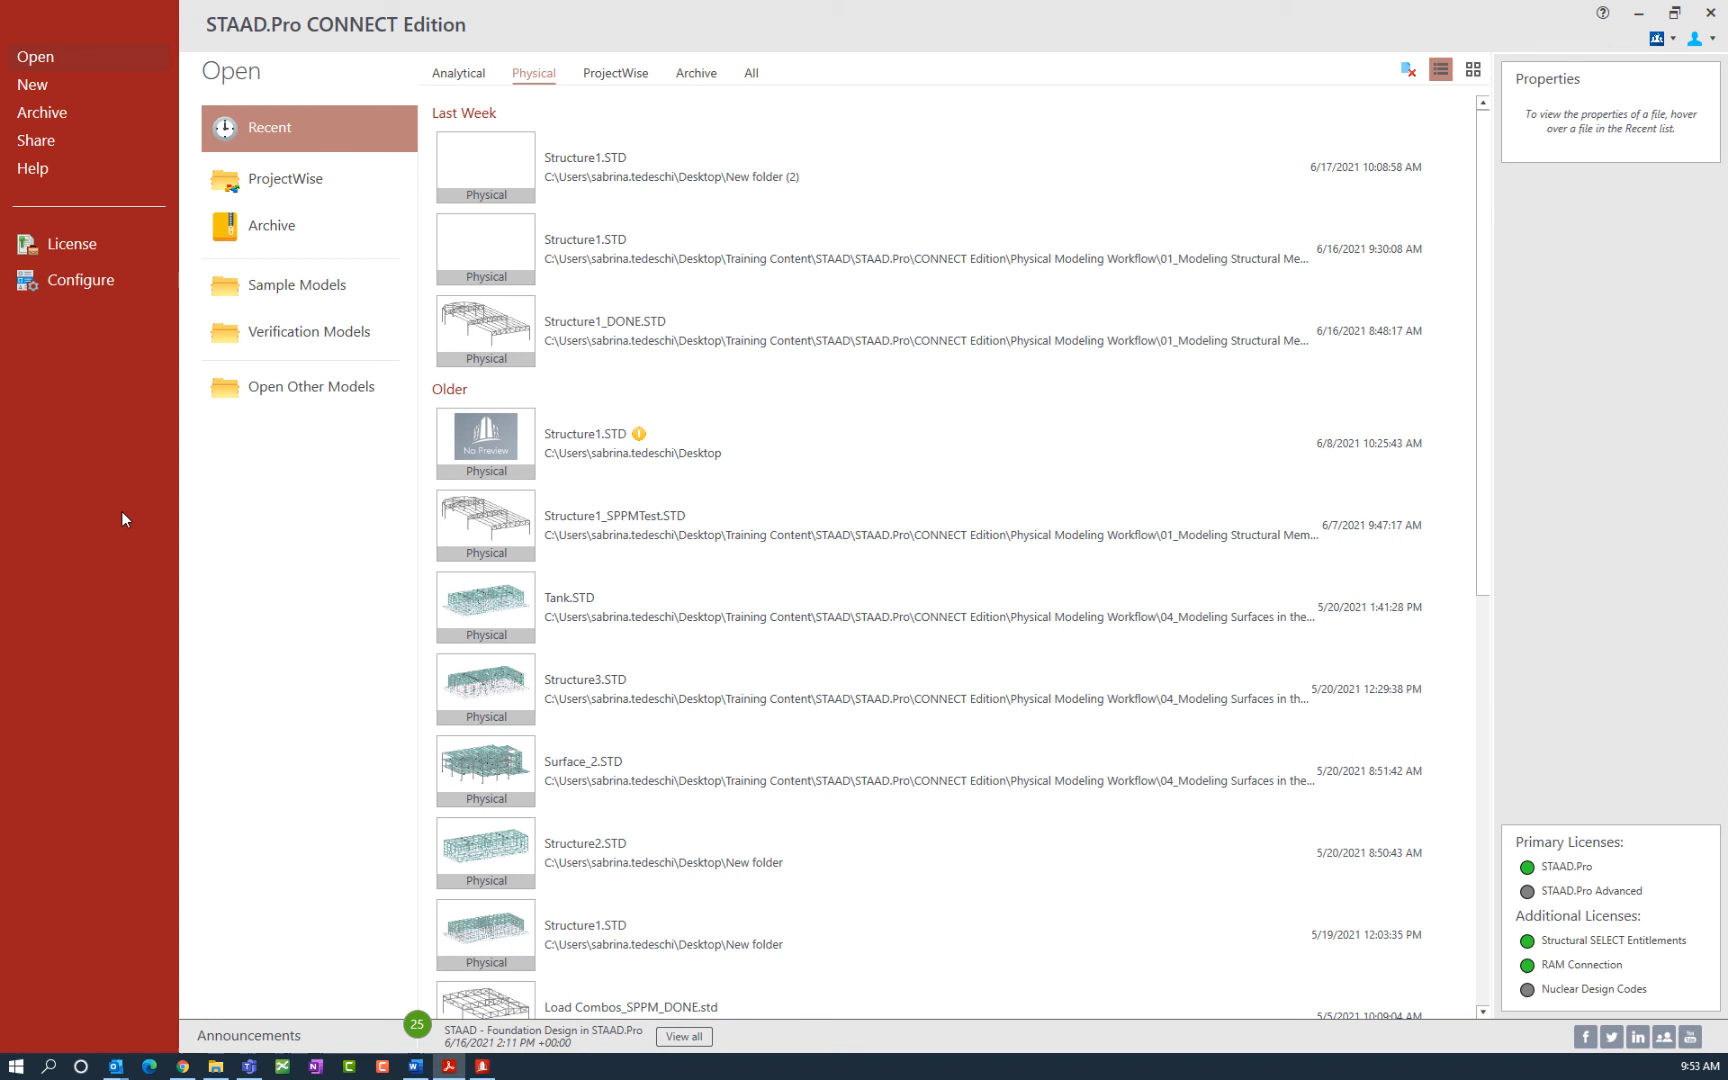 STAAD.Pro CONNECT Edition
Open
New
Archive
Share
Help
License
Configure
Open
Recent
ProjectWise
Archive
Sample Models
Verification Models
Open Other Models
Analytical Physical ProjectWise Archive All
Last Week
Physical
Structure1.STD
C:\Users\sabrina.tedeschi\Desktop\New folder (2)
6/17/2021 10:08:58 AM
Physical
Structure1.STD
C:\Users\sabrina.tedeschi\Desktop\Training Content\STAAD\STAAD.Pro\CONNECT Edition\Physical Modeling Workflow\01_Modeling Structural Me...
6/16/2021 9:30:08 AM
Physical
Structure1_DONE.STD
C:\Users\sabrina.tedeschi\Desktop\Training Content\STAAD\STAAD.Pro\CONNECT Edition\Physical Modeling Workflow\01_Modeling Structural Me...
6/16/2021 8:48:17 AM
Older
No Preview
Physical
Structure1.STD
C:\Users\sabrina.tedeschi\Desktop
6/8/2021 10:25:43 AM
Physical
Structure1_SPPMTest.STD
C:\Users\sabrina.tedeschi\Desktop\Training Content\STAAD\STAAD.Pro\CONNECT Edition\Physical Modeling Workflow\01_Modeling Structural Mem...
6/7/2021 9:47:17 AM
Physical
Tank.STD
C:\Users\sabrina.tedeschi\Desktop\Training Content\STAAD\STAAD.Pro\CONNECT Edition\Physical Modeling Workflow\04_Modeling Surfaces in the...
5/20/2021 1:41:28 PM
Physical
Structure3.STD
C:\Users\sabrina.tedeschi\Desktop\Training Content\STAAD\STAAD.Pro\CONNECT Edition\Physical Modeling Workflow\04_Modeling Surfaces in th...
5/20/2021 12:29:38 PM
Physical
Surface_2.STD
C:\Users\sabrina.tedeschi\Desktop\Training Content\STAAD\STAAD.Pro\CONNECT Edition\Physical Modeling Workflow\04_Modeling Surfaces in the...
5/20/2021 8:51:42 AM
Physical
Structure2.STD
C:\Users\sabrina.tedeschi\Desktop\New folder
5/20/2021 8:50:43 AM
Physical
Structure1.STD
C:\Users\sabrina.tedeschi\Desktop\New folder
5/19/2021 12:03:35 PM
Load Combos_SPPM_DONE.std
5/5/2021 10:09:04 AM
Properties
To view the properties of a file, hover
over a file in the Recent list.
Primary Licenses:
STAAD.Pro
STAAD.Pro Advanced
Additional Licenses:
Structural SELECT Entitlements
RAM Connection
Nuclear Design Codes
Announcements
25
STAAD - Foundation Design in STAAD.Pro
6/16/2021 2:11 PM +00:00
View all
9:53 AM